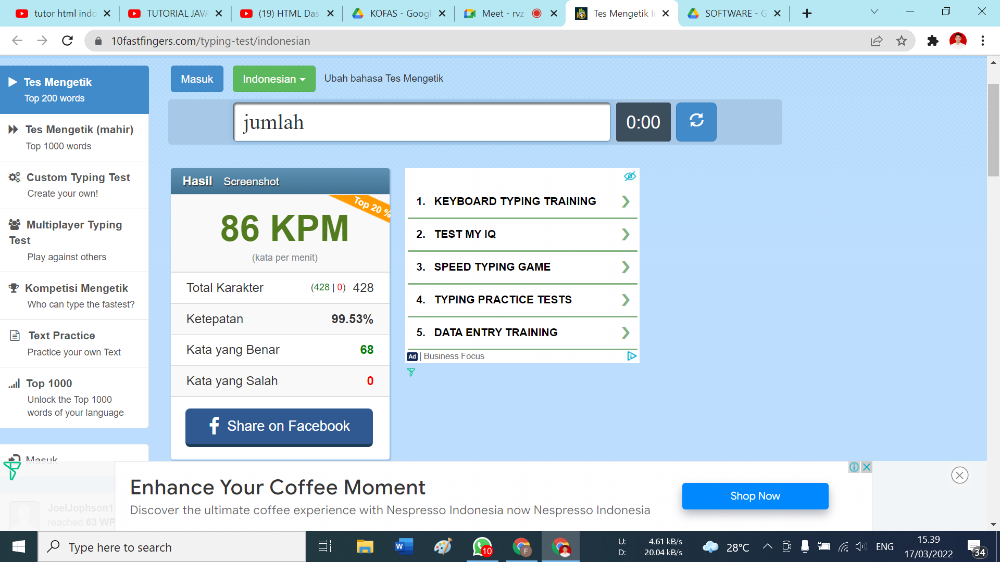 tutor html indo
TUTORIAL JAVA
(19) HTML Das
KOFAS - Googl
Meet - rvz-
Tes Mengetik I
SOFTWARE - G
10fastfingers.com/typing-test/indonesian
Tes Mengetik
Top 200 words
Tes Mengetik (mahir)
Top 1000 words
Custom Typing Test
Create your own!
Multiplayer Typing
Test
Play against others
Kompetisi Mengetik
Who can type the fastest?
Text Practice
Practice your own Text
Top 1000
Unlock the Top 1000
words of your language
Masuk
JoelJophson1
reached 63 WP
Masuk
Indonesian
Ubah bahasa Tes Mengetik
jumlah
0:00
Hasil Screenshot
Top 20 %
86 KPM
(kata per menit)
Total Karakter (428 | 0) 428
Ketepatan 99.53%
Kata yang Benar 68
Kata yang Salah 0
f Share on Facebook
1. KEYBOARD TYPING TRAINING
2. TEST MY IQ
3. SPEED TYPING GAME
4. TYPING PRACTICE TESTS
5. DATA ENTRY TRAINING
Ad | Business Focus
Enhance Your Coffee Moment
Discover the ultimate coffee experience with Nespresso Indonesia now Nespresso Indonesia
Shop Now
Type here to search
W
10
F
U: 4.61 kB/s
D: 20.04 kB/s
28°C
ENG
15.39
17/03/2022
34